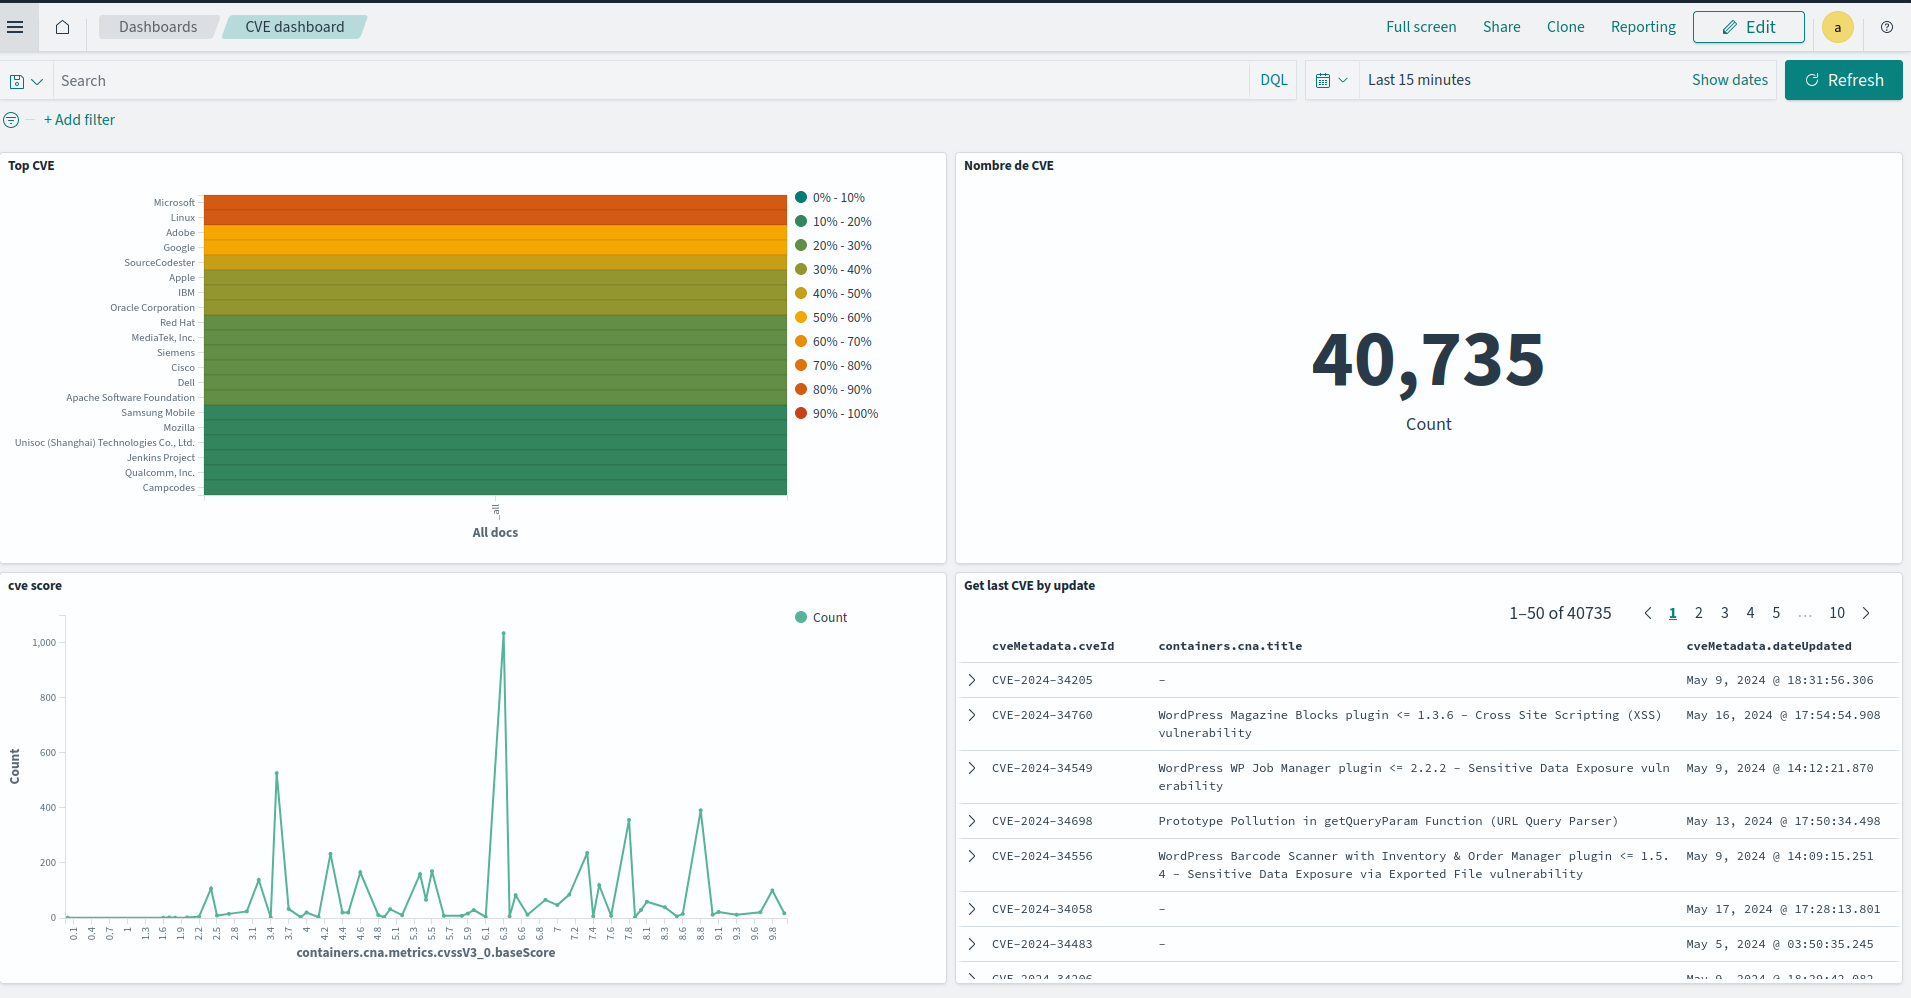 Dashboards
CVE dashboard
Full screen
Share
Clone
Reporting
Edit
a
Search
DQL
Last 15 minutes
Show dates
Refresh
+ Add filter
Top CVE
Microsoft
Linux
Adobe
Google
SourceCodester
Apple
IBM
Oracle Corporation
Red Hat
MediaTek, Inc.
Siemens
Cisco
Dell
Apache Software Foundation
Samsung Mobile
Mozilla
Unisoc (Shanghai) Technologies Co., Ltd.
Jenkins Project
Qualcomm, Inc.
Campcodes
_all
All docs
0% - 10%
10% - 20%
20% - 30%
30% - 40%
40% - 50%
50% - 60%
60% - 70%
70% - 80%
80% - 90%
90% - 100%
Nombre de CVE
40,735
Count
cve score
Count
1,000
800
600
400
200
0
Count
0.1 0.4 0.7 1 1.3 1.6 1.9 2.2 2.5 2.8 3.1 3.4 3.7 4 4.2 4.4 4.6 4.8 5.1 5.3 5.5 5.7 5.9 6.1 6.3 6.6 6.8 7 7.2 7.4 7.6 7.8 8.1 8.3 8.6 8.8 9.1 9.3 9.6 9.8
containers.cna.metrics.cvssV3_0.baseScore
Get last CVE by update
1–50 of 40735
1 2 3 4 5 … 10
cveMetadata.cveId containers.cna.title cveMetadata.dateUpdated
CVE-2024-34205 - May 9, 2024 @ 18:31:56.306
CVE-2024-34760 WordPress Magazine Blocks plugin <= 1.3.6 - Cross Site Scripting (XSS) May 16, 2024 @ 17:54:54.908
vulnerability
CVE-2024-34549 WordPress WP Job Manager plugin <= 2.2.2 - Sensitive Data Exposure vuln May 9, 2024 @ 14:12:21.870
erability
CVE-2024-34698 Prototype Pollution in getQueryParam Function (URL Query Parser) May 13, 2024 @ 17:50:34.498
CVE-2024-34556 WordPress Barcode Scanner with Inventory & Order Manager plugin <= 1.5. May 9, 2024 @ 14:09:15.251
4 - Sensitive Data Exposure via Exported File vulnerability
CVE-2024-34058 - May 17, 2024 @ 17:28:13.801
CVE-2024-34483 - May 5, 2024 @ 03:50:35.245